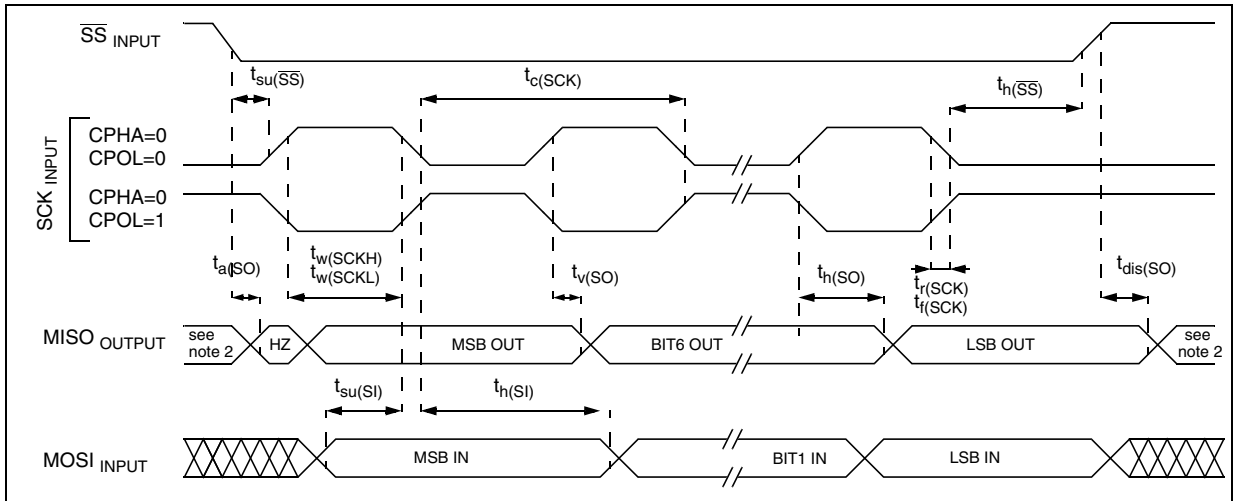 SS INPUT
tsu(SS)
tc(SCK)
th(SS)
SCK INPUT
CPHA=0
CPOL=0
CPHA=0
CPOL=1
ta(SO)
tw(SCKH)
tw(SCKL)
tv(SO)
th(SO)
tr(SCK)
tf(SCK)
tdis(SO)
MISO OUTPUT
see
note 2
HZ
MSB OUT
BIT6 OUT
LSB OUT
see
note 2
tsu(SI)
th(SI)
MOSI INPUT
MSB IN
BIT1 IN
LSB IN